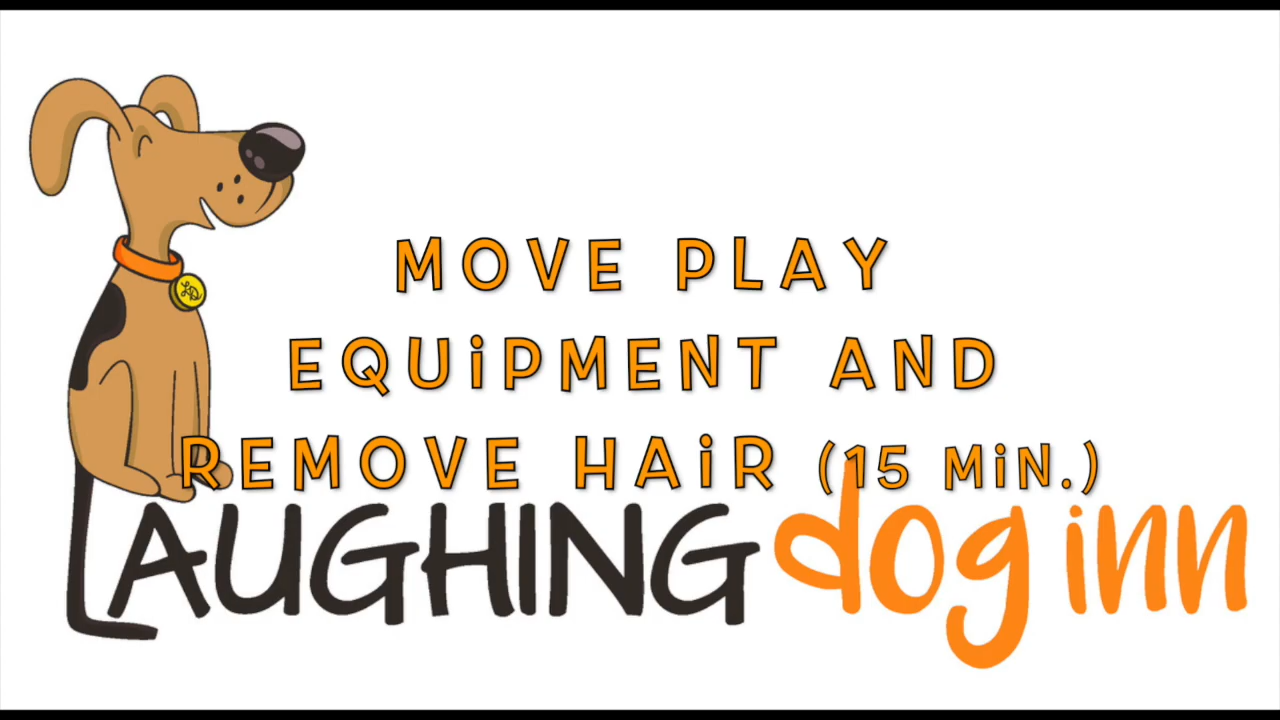 MOVE PLAY
EQUiPMENT AND
REMOVE HAiR (15 MiN.)
LAUGHING dog inn